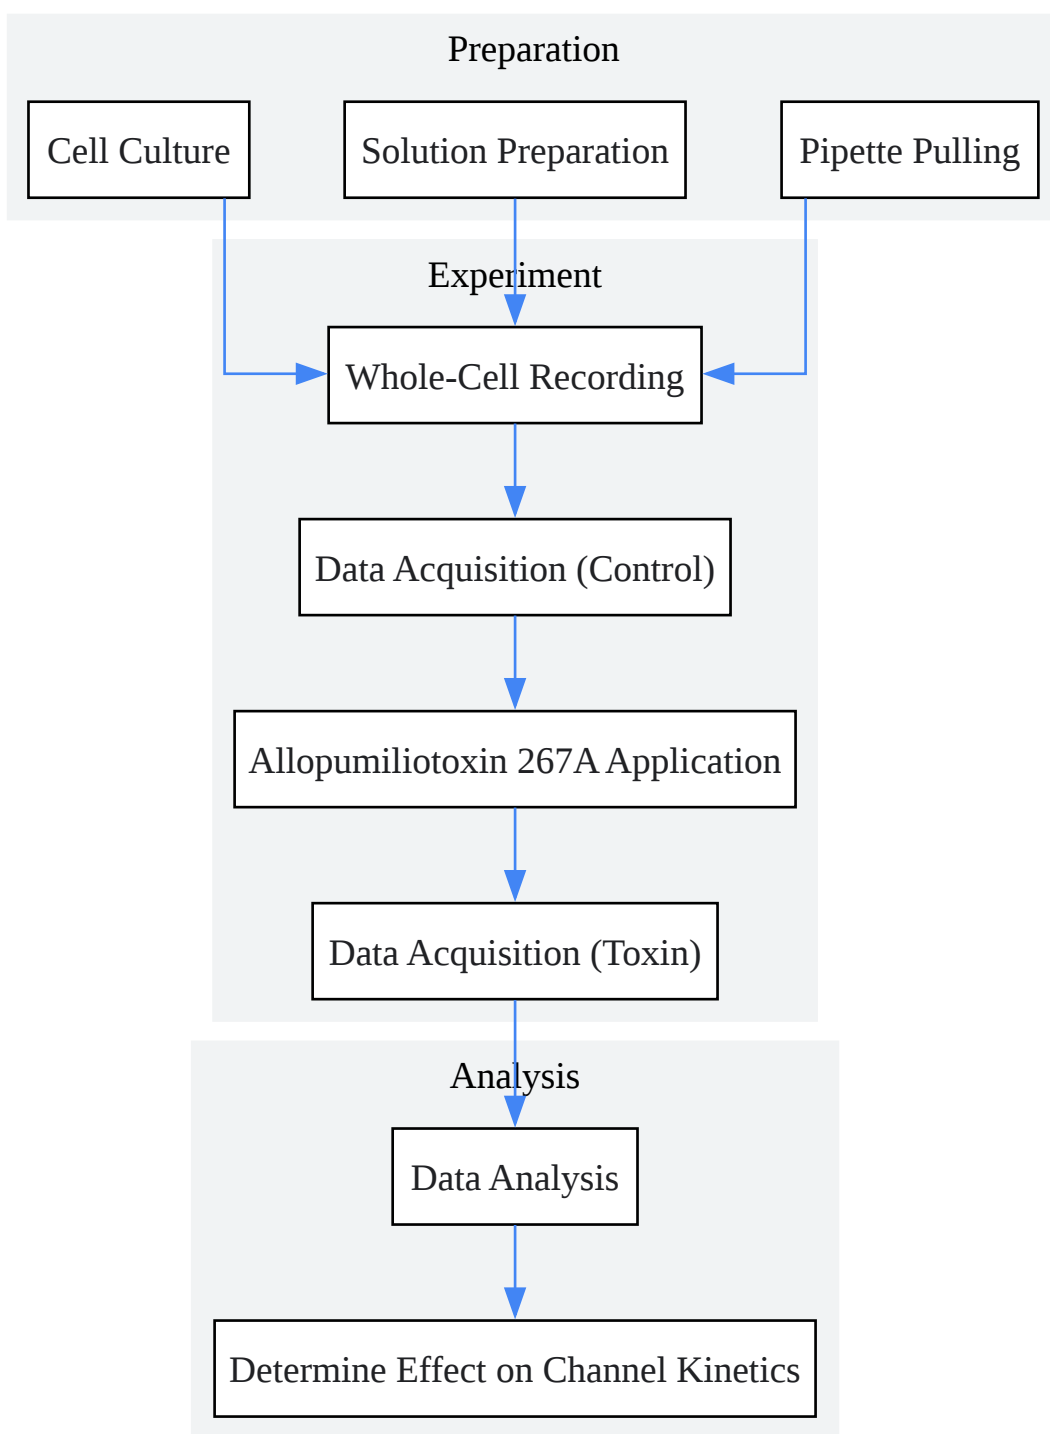 Preparation
Cell Culture
Solution Preparation
Pipette Pulling
Experiment
Whole-Cell Recording
Data Acquisition (Control)
Allopumiliotoxin 267A Application
Data Acquisition (Toxin)
Analysis
Data Analysis
Determine Effect on Channel Kinetics